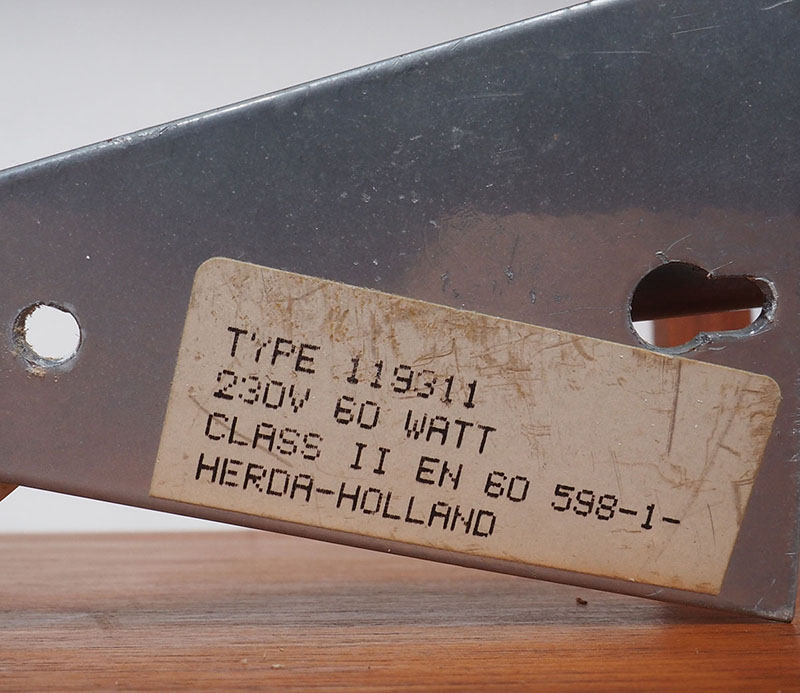 TYPE 119311
230V 60 WATT
CLASS II EN 60 598-1-
HERDA-HOLLAND